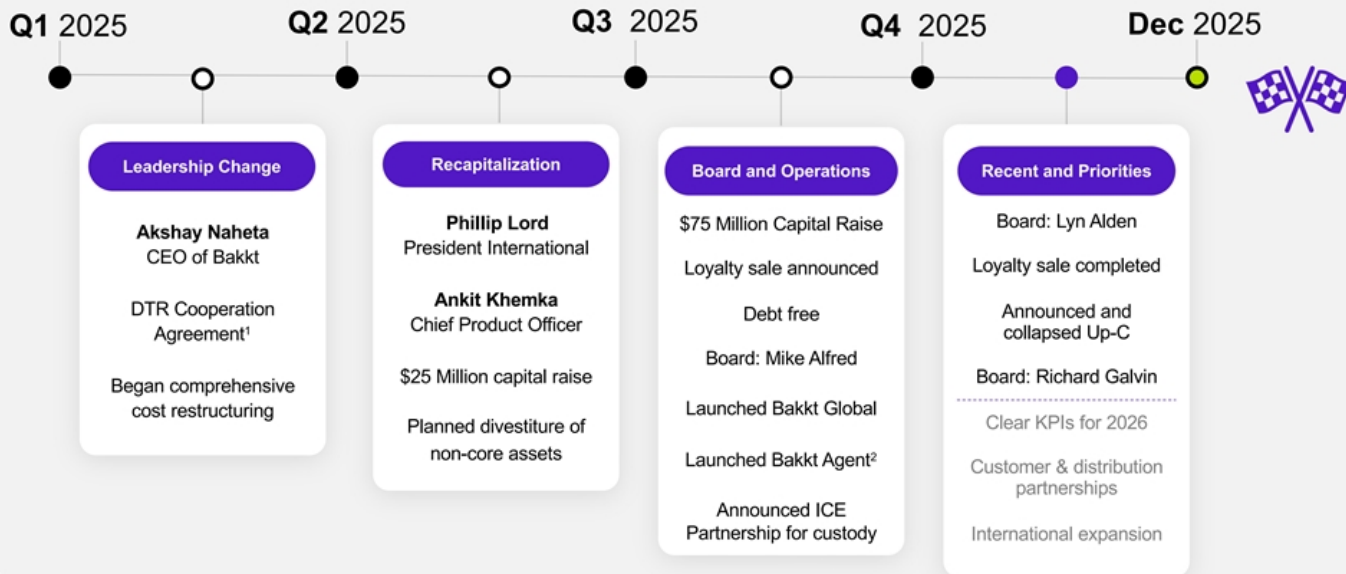 Q1 2025
Q2 2025
Q3 2025
Q4 2025
Dec 2025
Leadership Change
Akshay Naheta
CEO of Bakkt
DTR Cooperation
Agreement¹
Began comprehensive
cost restructuring
Recapitalization
Phillip Lord
President International
Ankit Khemka
Chief Product Officer
$25 Million capital raise
Planned divestiture of
non-core assets
Board and Operations
$75 Million Capital Raise
Loyalty sale announced
Debt free
Board: Mike Alfred
Launched Bakkt Global
Launched Bakkt Agent²
Announced ICE
Partnership for custody
Recent and Priorities
Board: Lyn Alden
Loyalty sale completed
Announced and
collapsed Up-C
Board: Richard Galvin
Clear KPIs for 2026
Customer & distribution
partnerships
International expansion